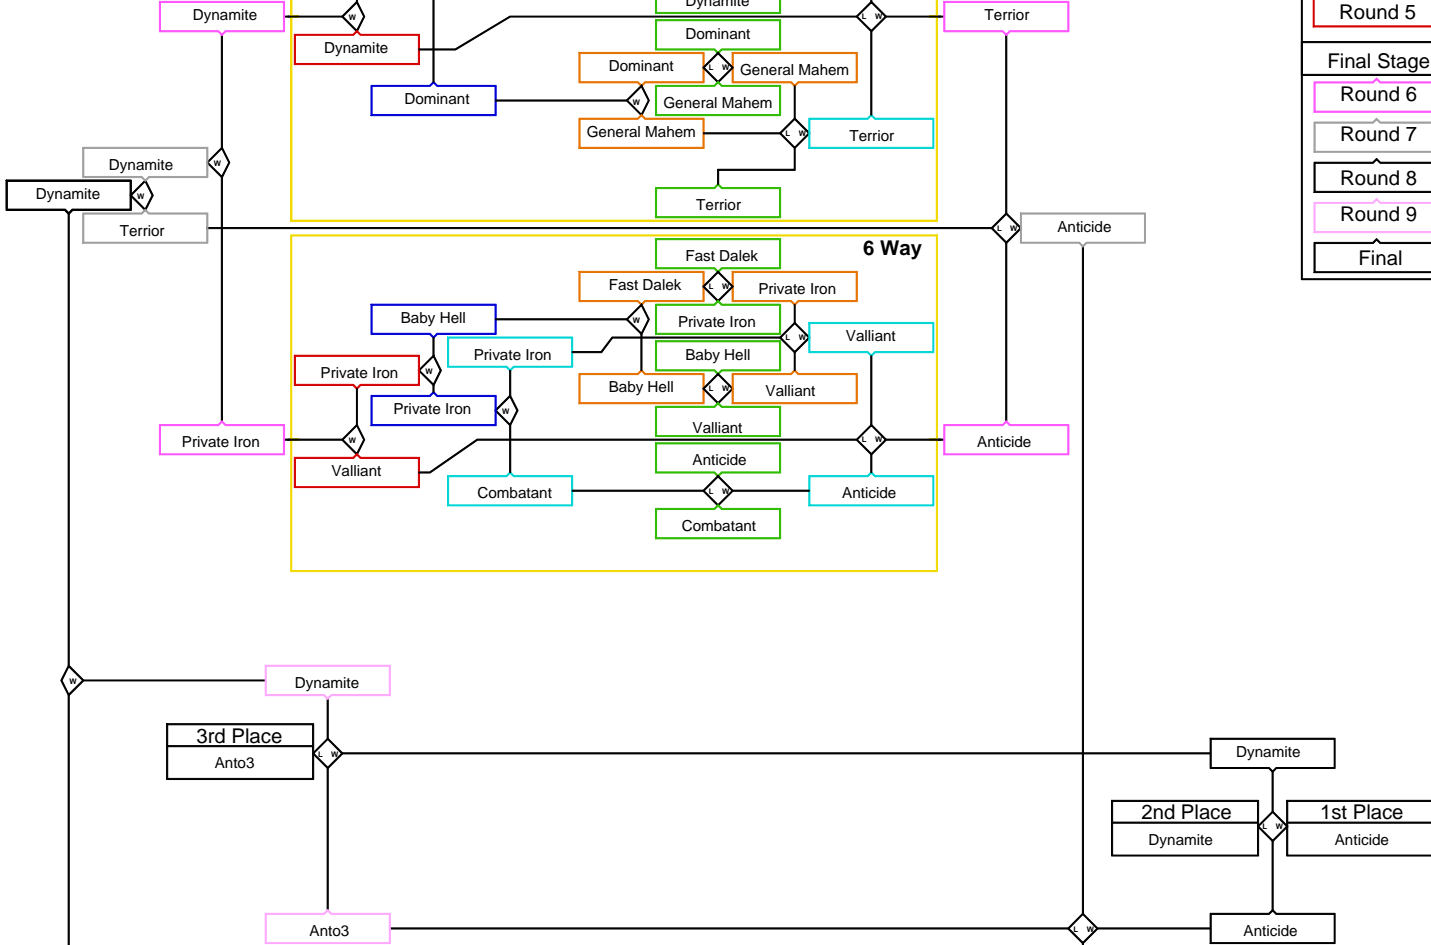 Dynamite
Dynamite
Terrior
Round 5
W
L W
Dynamite
Dominant
Final Stage
Dominant
L W
General Mahem
Round 6
Dominant
W
General Mahem
General Mahem
L W
Terrior
Round 7
Dynamite
W
Round 8
Dynamite
W
Terrior
Round 9
Terrior
L W
Anticide
6 Way
Fast Dalek
Final
Fast Dalek
L W
Private Iron
Baby Hell
W
Private Iron
Valliant
Private Iron
L W
Baby Hell
Private Iron
W
Baby Hell
L W
Valliant
Private Iron
W
Valliant
Private Iron
W
L W
Anticide
Anticide
Valliant
Combatant
L W
Anticide
Combatant
W
Dynamite
3rd Place
L W
Anto3
Dynamite
2nd Place
L W
1st Place
Dynamite
Anticide
Anto3
L W
Anticide